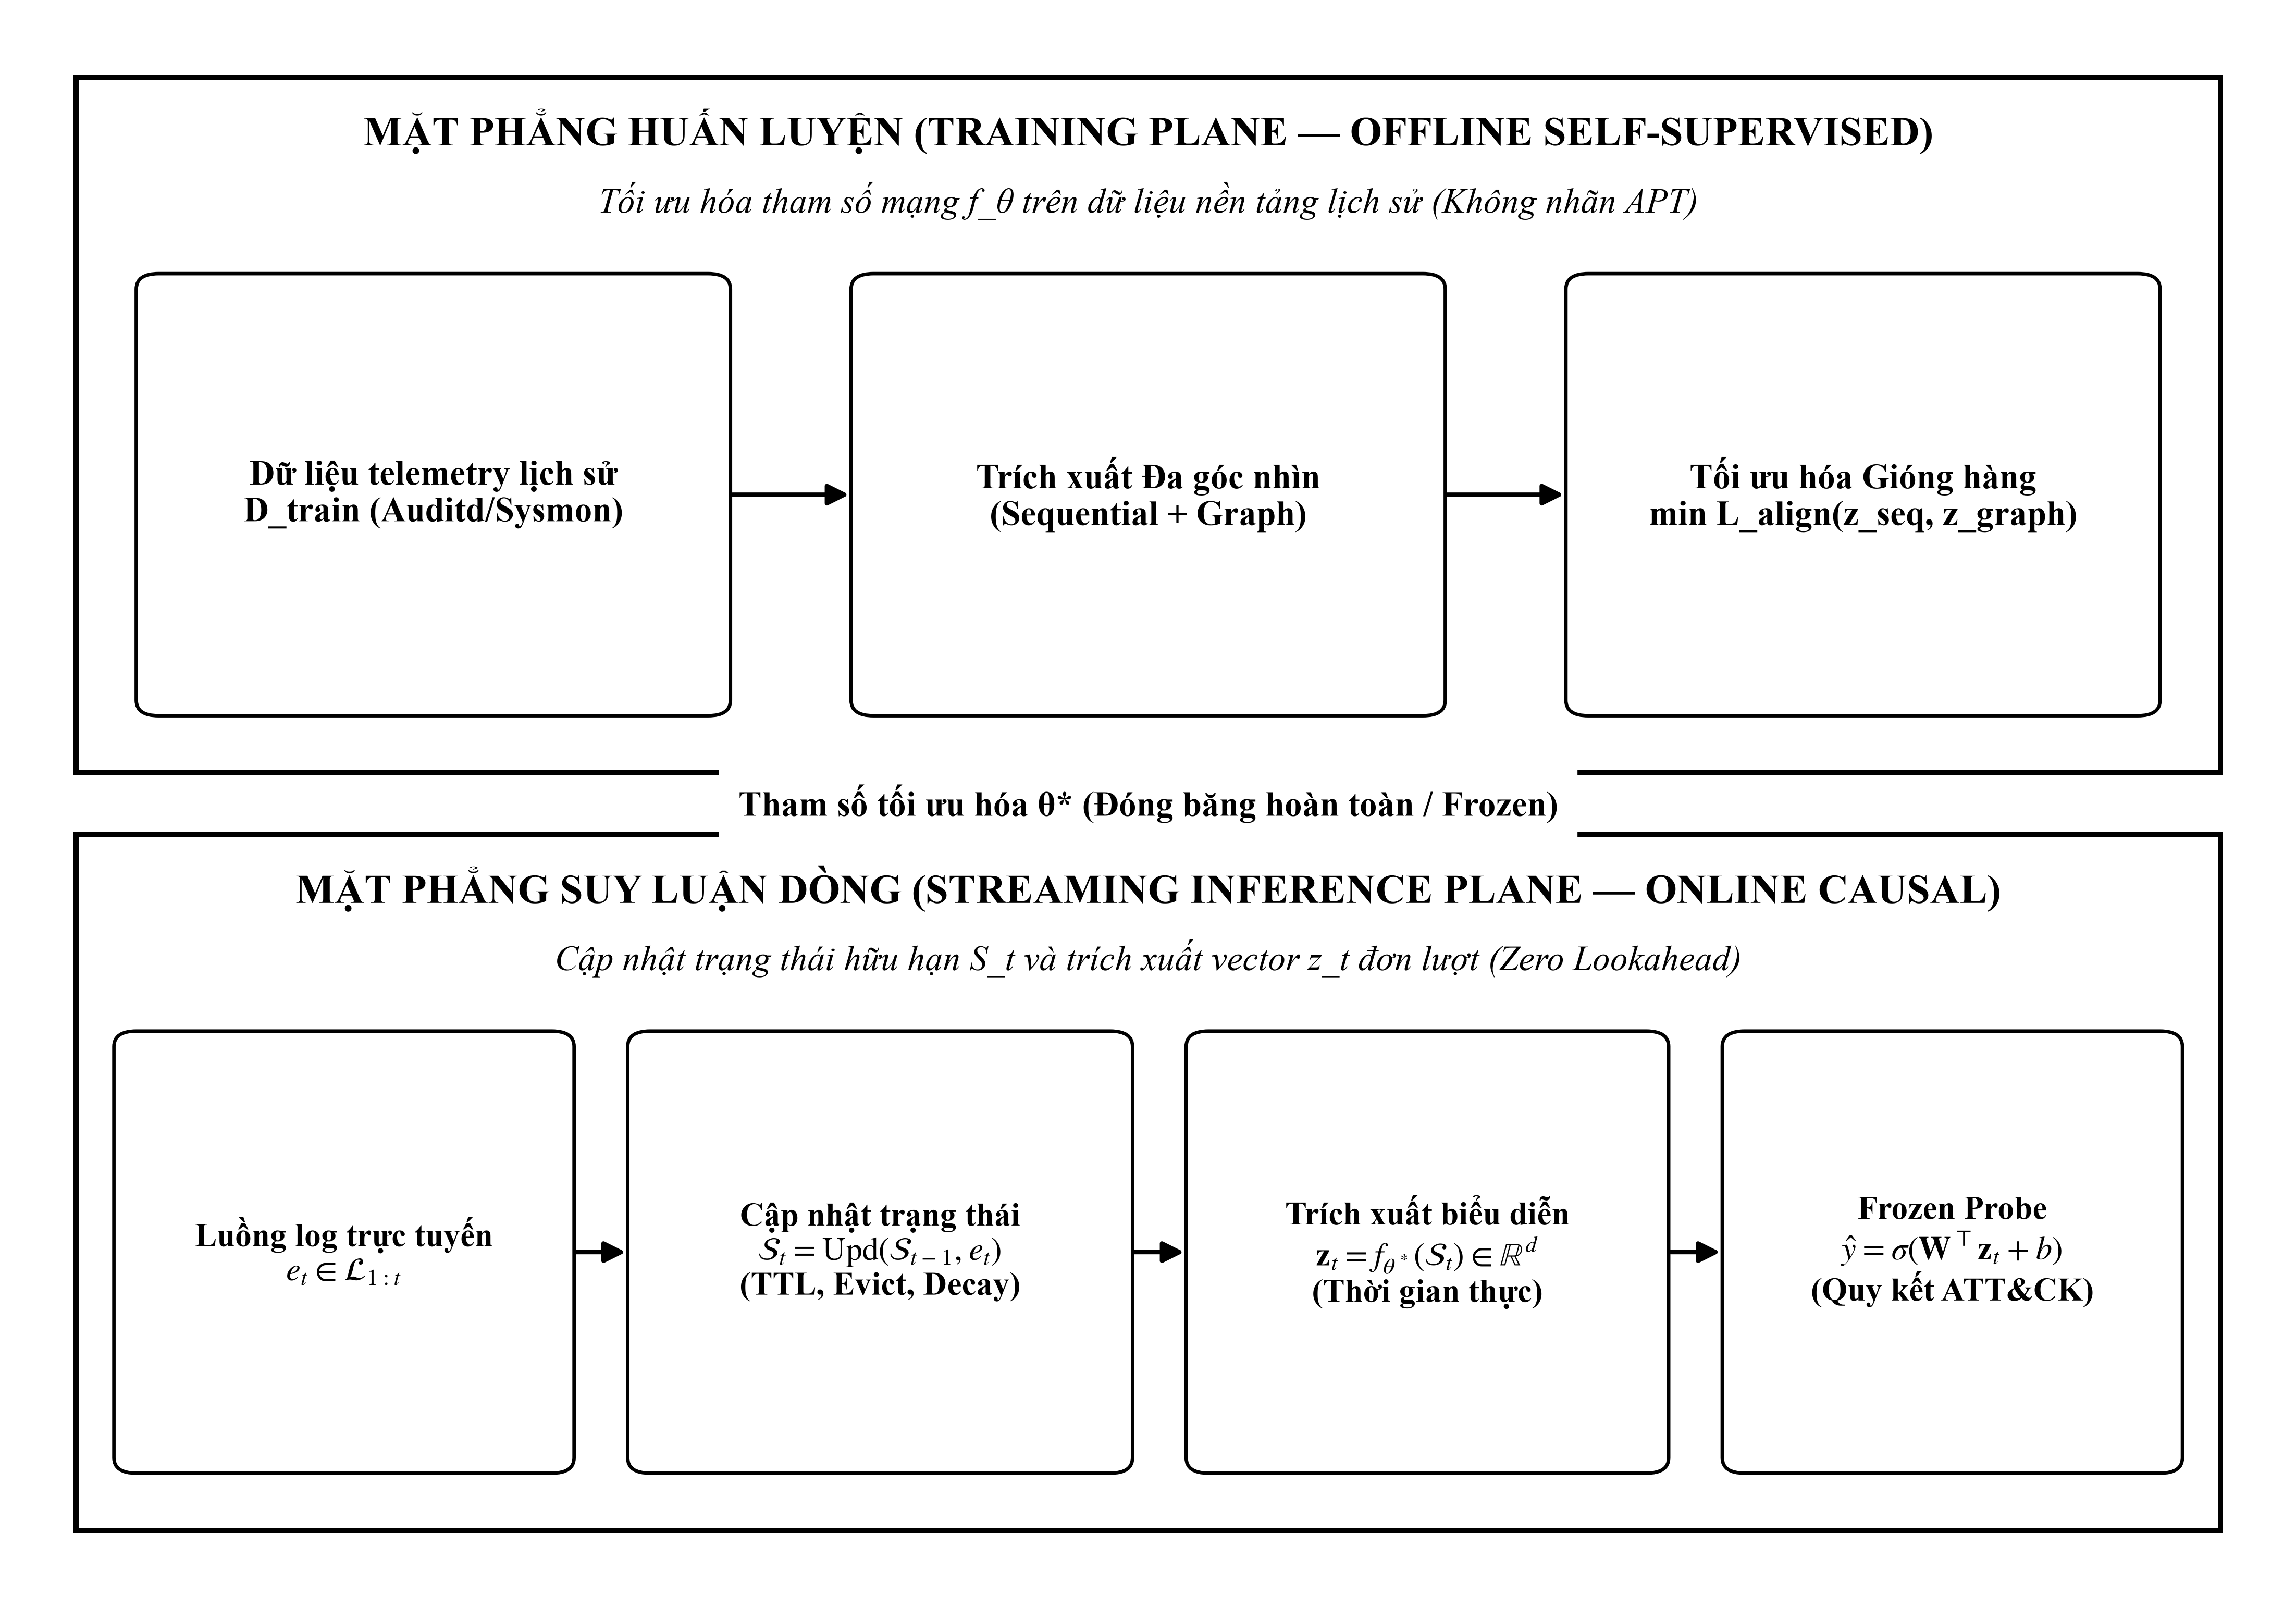 MẶT PHẲNG HUẤN LUYỆN (TRAINING PLANE — OFFLINE SELF-SUPERVISED)
Tối ưu hóa tham số mạng f_θ trên dữ liệu nền tảng lịch sử (Không nhãn APT)
Dữ liệu telemetry lịch sử
D_train (Auditd/Sysmon)
Trích xuất Đa góc nhìn
(Sequential + Graph)
Tối ưu hóa Gióng hàng
min L_align(z_seq, z_graph)
Tham số tối ưu hóa θ* (Đóng băng hoàn toàn / Frozen)
MẶT PHẲNG SUY LUẬN DÒNG (STREAMING INFERENCE PLANE — ONLINE CAUSAL)
Cập nhật trạng thái hữu hạn S_t và trích xuất vector z_t đơn lượt (Zero Lookahead)
Luồng log trực tuyến
e_t ∈ ℒ_{1:t}
Cập nhật trạng thái
𝒮_t = Upd(𝒮_{t−1}, e_t)
(TTL, Evict, Decay)
Trích xuất biểu diễn
𝐳_t = f_{θ*}(𝒮_t) ∈ ℝ^d
(Thời gian thực)
Frozen Probe
ŷ = σ(𝐖^⊤ 𝐳_t + b)
(Quy kết ATT&CK)